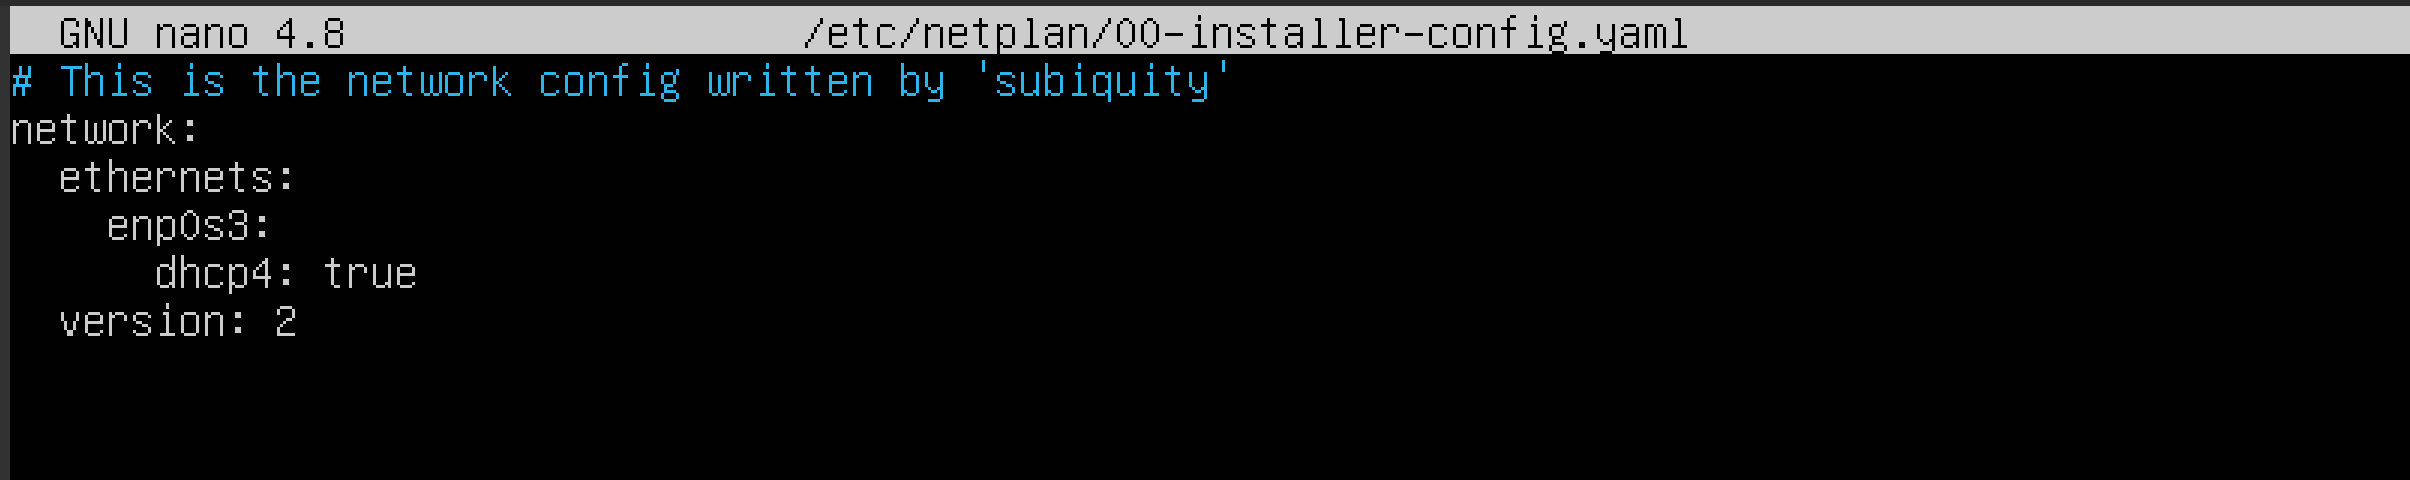 GNU nano 4.8 /etc/netplan/00-installer-config.yaml
# This is the network config written by 'subiquity'
network:
  ethernets:
    enp0s3:
      dhcp4: true
  version: 2